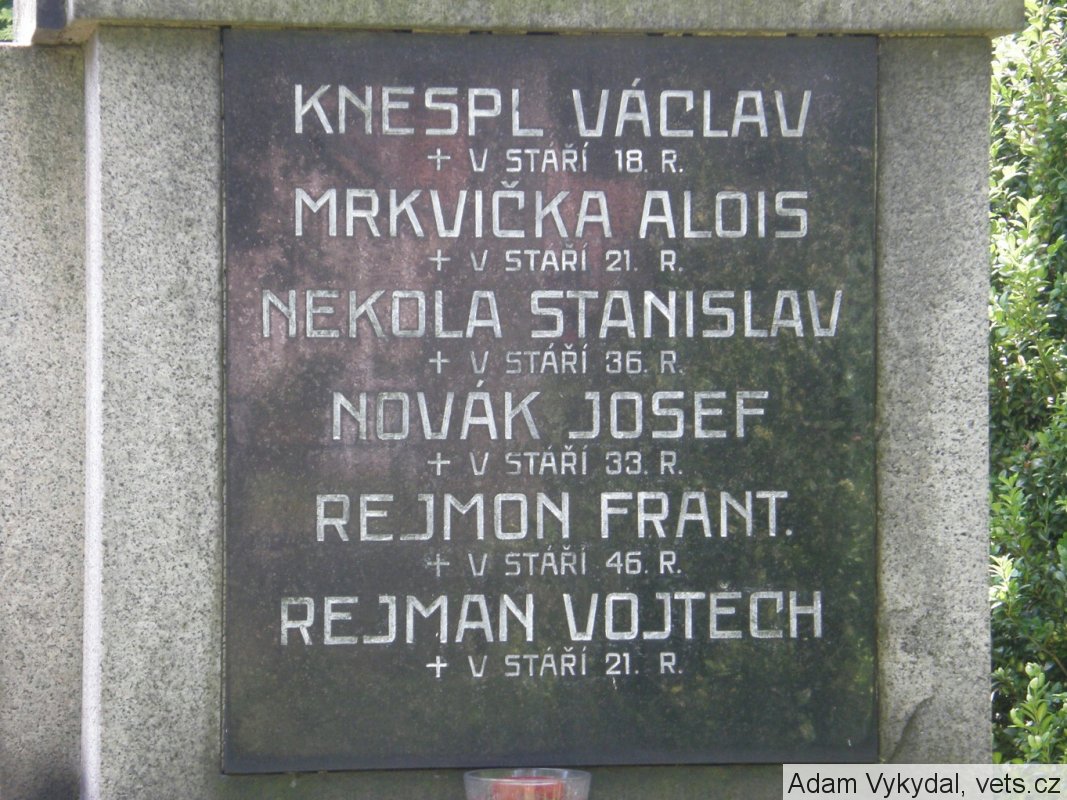 KNESPL VÁCLAV
+ V STÁŘÍ 18. R.
MRKVIČKA ALOIS
+ V STÁŘÍ 21. R.
NEKOLA STANISLAV
+ V STÁŘÍ 36. R.
NOVÁK JOSEF
+ V STÁŘÍ 33. R.
REJMON FRANT.
+ V STÁŘÍ 46. R.
REJMAN VOJTĚCH
+ V STÁŘÍ 21. R.
Adam Vykydal, vets.cz